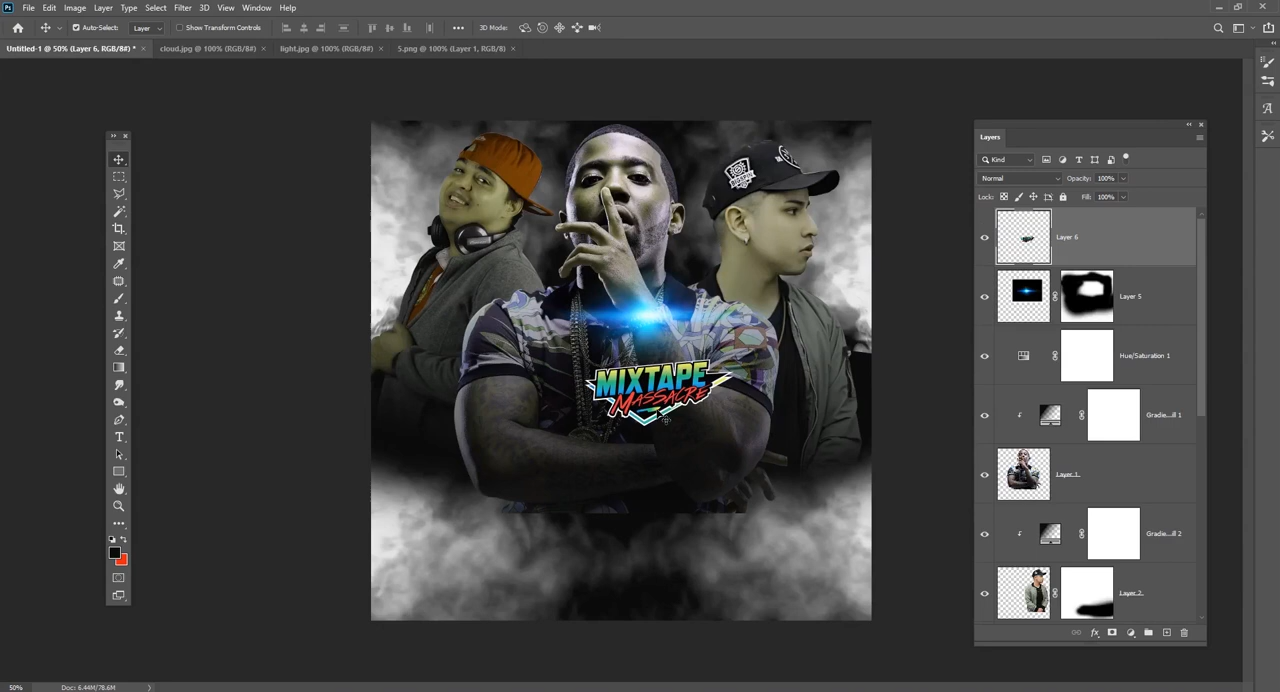 File Edit Image Layer Type Select Filter 3D View Window Help
Auto-Select: Layer Show Transform Controls 3D Mode:
Untitled-1 @ 50% (Layer 6, RGB/8#) * cloud.jpg @ 100% (RGB/8#) light.jpg @ 100% (RGB/8#) 5.png @ 100% (Layer 1, RGB/8)
Layers
Kind
Normal Opacity: 100%
Lock: Fill: 100%
Layer 6
Layer 5
Hue/Saturation 1
Gradie...ill 1
Layer 1
Gradie...ill 2
Layer 2
MIXTAPE
MASSACRE
50% Doc: 6.44M/78.6M